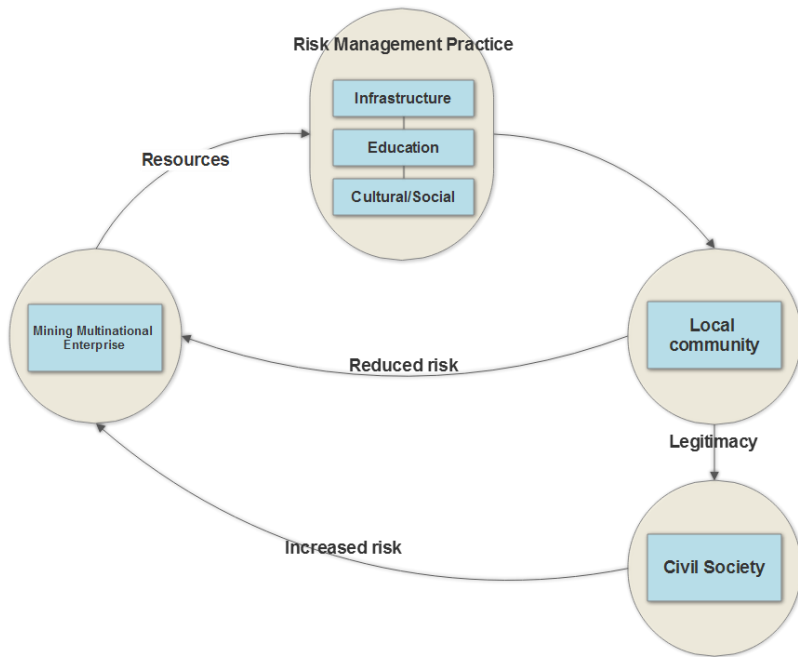 Risk Management Practice
Infrastructure
Education
Cultural/Social
Resources
Mining Multinational
Enterprise
Local
community
Reduced risk
Legitimacy
Increased risk
Civil Society